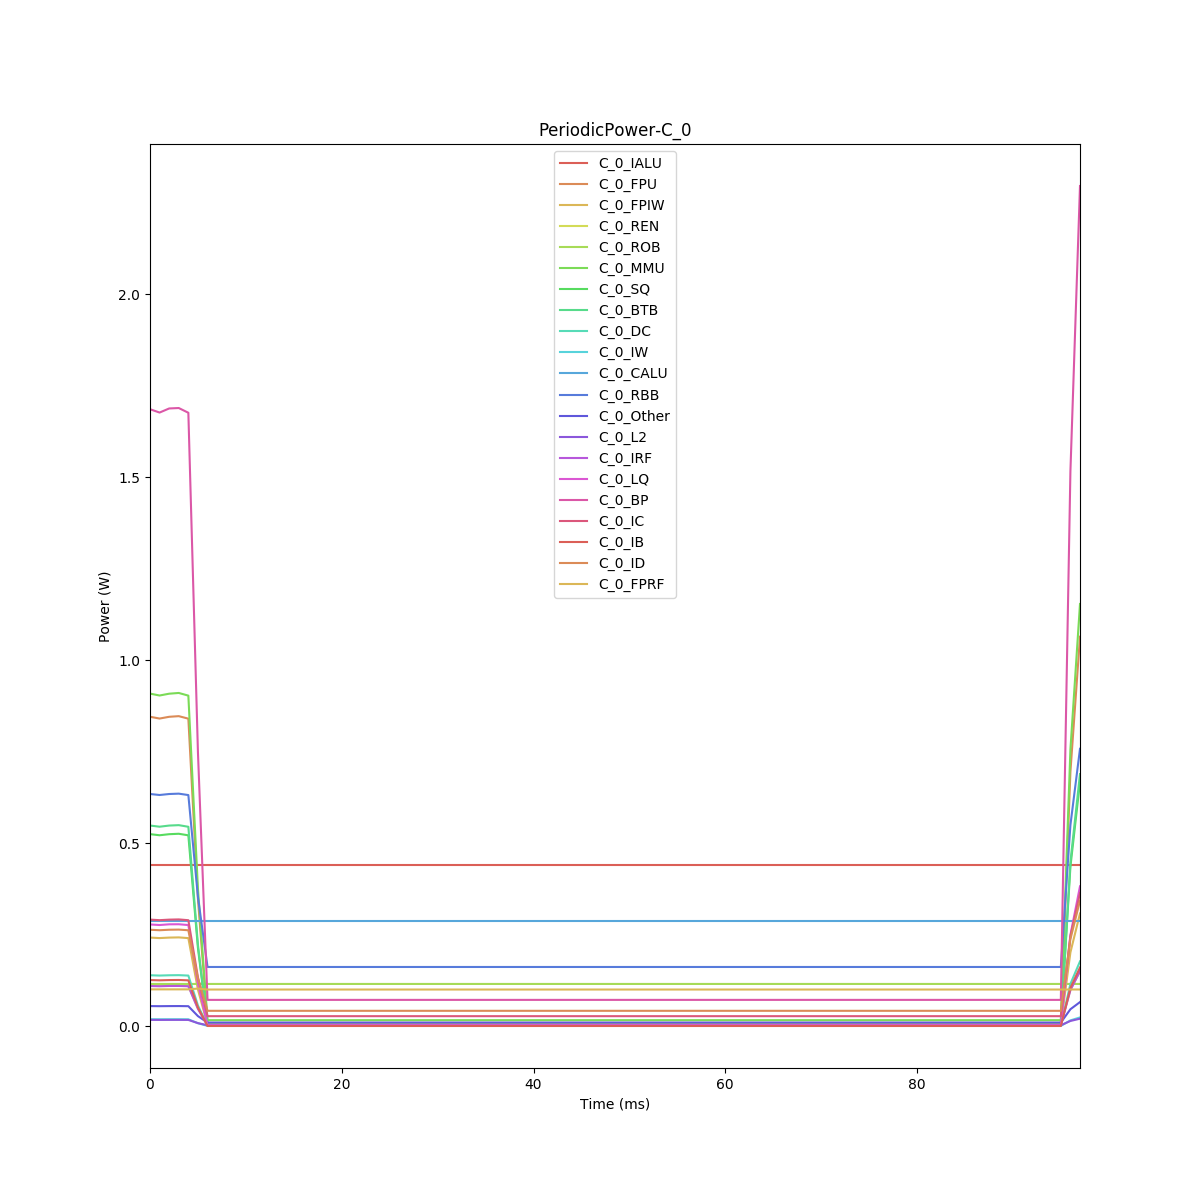 PeriodicPower-C_0
C_0_IALU
C_0_FPU
C_0_FPIW
C_0_REN
C_0_ROB
C_0_MMU
C_0_SQ
C_0_BTB
C_0_DC
C_0_IW
C_0_CALU
C_0_RBB
C_0_Other
C_0_L2
C_0_IRF
C_0_LQ
C_0_BP
C_0_IC
C_0_IB
C_0_ID
C_0_FPRF
2.0
1.5
1.0
0.5
0.0
Power (W)
0 20 40 60 80
Time (ms)